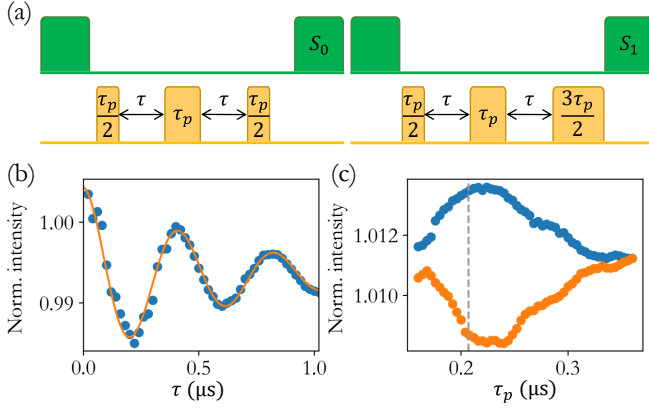 (a)
S₀ S₁
τₚ/2 τ τₚ τ τₚ/2 τₚ/2 τ τₚ τ 3τₚ/2
(b) (c)
Norm. intensity
1.00
0.99
0.0 0.5 1.0
τ (μs)
Norm. intensity
1.012
1.010
0.2 0.3
τₚ (μs)